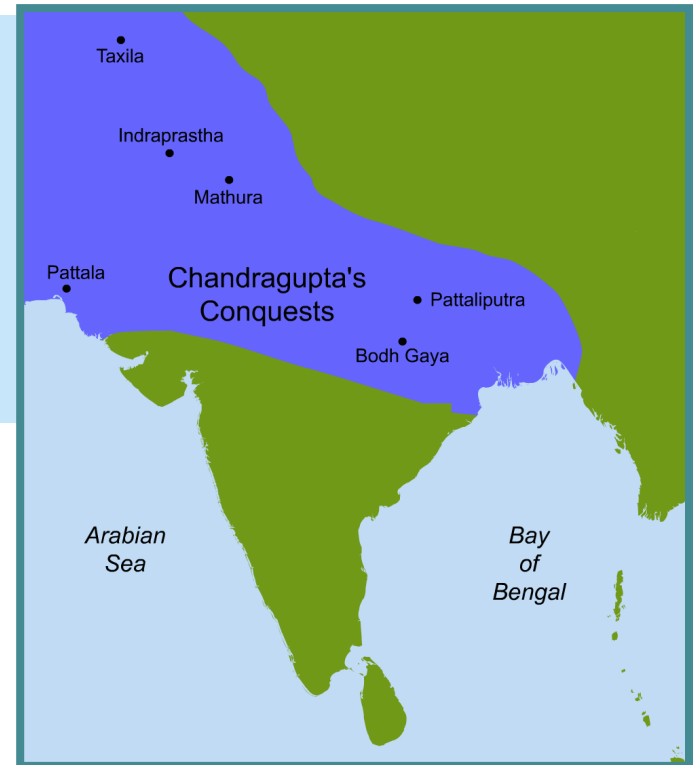 Taxila
Indraprastha
Mathura
Pattala
Chandragupta's
Conquests
Pattaliputra
Bodh Gaya
Arabian
Sea
Bay
of
Bengal